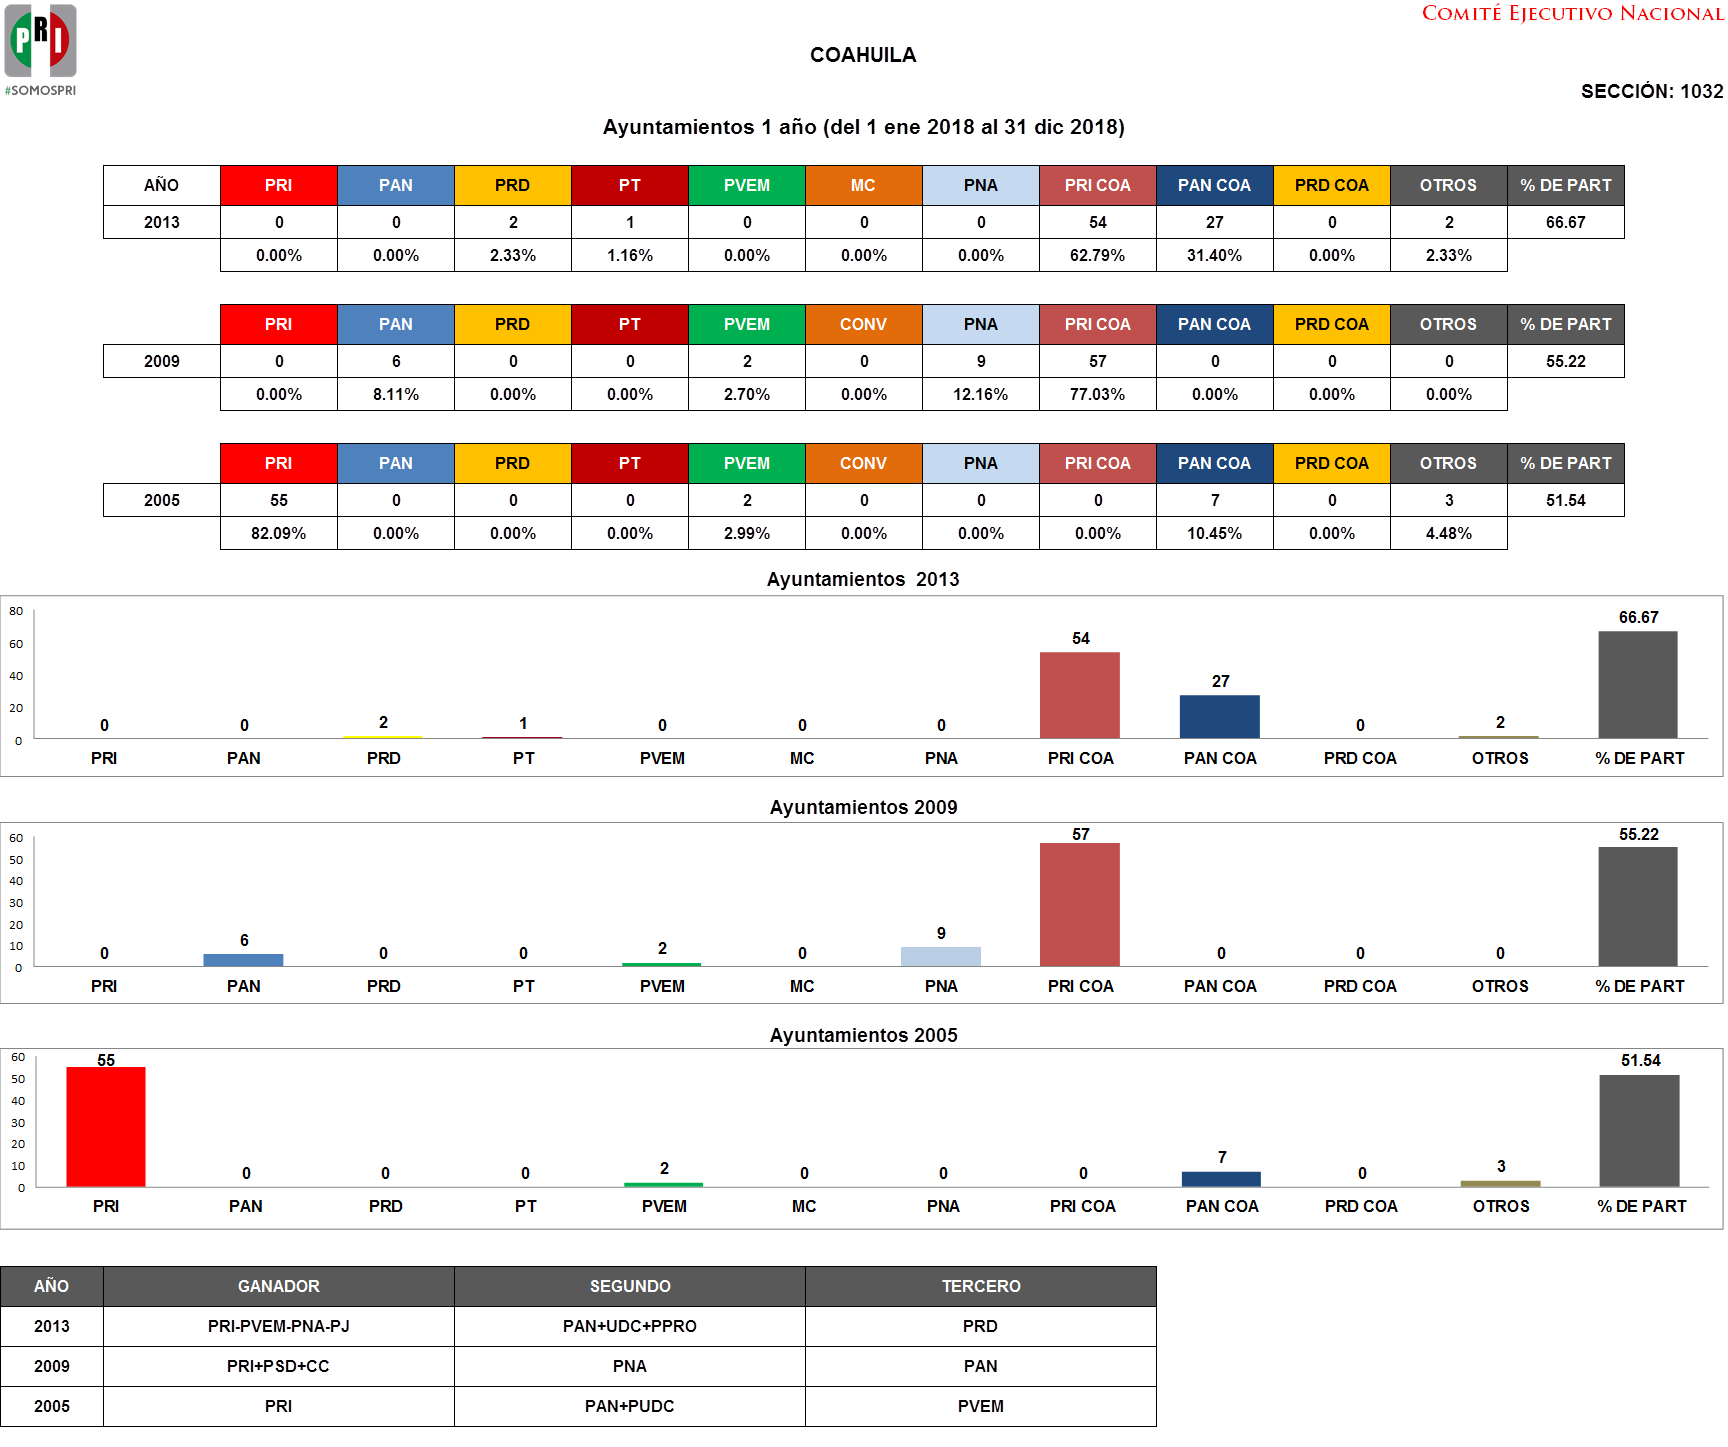 COMITÉ EJECUTIVO NACIONAL
PRI
#SOMOSPRI
COAHUILA
SECCIÓN: 1032
Ayuntamientos 1 año (del 1 ene 2018 al 31 dic 2018)
AÑO PRI PAN PRD PT PVEM MC PNA PRI COA PAN COA PRD COA OTROS % DE PART
2013 0 0 2 1 0 0 0 54 27 0 2 66.67
0.00% 0.00% 2.33% 1.16% 0.00% 0.00% 0.00% 62.79% 31.40% 0.00% 2.33%
PRI PAN PRD PT PVEM CONV PNA PRI COA PAN COA PRD COA OTROS % DE PART
2009 0 6 0 0 2 0 9 57 0 0 0 55.22
0.00% 8.11% 0.00% 0.00% 2.70% 0.00% 12.16% 77.03% 0.00% 0.00% 0.00%
PRI PAN PRD PT PVEM CONV PNA PRI COA PAN COA PRD COA OTROS % DE PART
2005 55 0 0 0 2 0 0 0 7 0 3 51.54
82.09% 0.00% 0.00% 0.00% 2.99% 0.00% 0.00% 0.00% 10.45% 0.00% 4.48%
Ayuntamientos 2013
80
60
40
20
0
0 0 2 1 0 0 0 54 27 0 2 66.67
PRI PAN PRD PT PVEM MC PNA PRI COA PAN COA PRD COA OTROS % DE PART
Ayuntamientos 2009
60
50
40
30
20
10
0
0 6 0 0 2 0 9 57 0 0 0 55.22
PRI PAN PRD PT PVEM MC PNA PRI COA PAN COA PRD COA OTROS % DE PART
Ayuntamientos 2005
60
50
40
30
20
10
0
55 0 0 0 2 0 0 0 7 0 3 51.54
PRI PAN PRD PT PVEM MC PNA PRI COA PAN COA PRD COA OTROS % DE PART
AÑO GANADOR SEGUNDO TERCERO
2013 PRI-PVEM-PNA-PJ PAN+UDC+PPRO PRD
2009 PRI+PSD+CC PNA PAN
2005 PRI PAN+PUDC PVEM